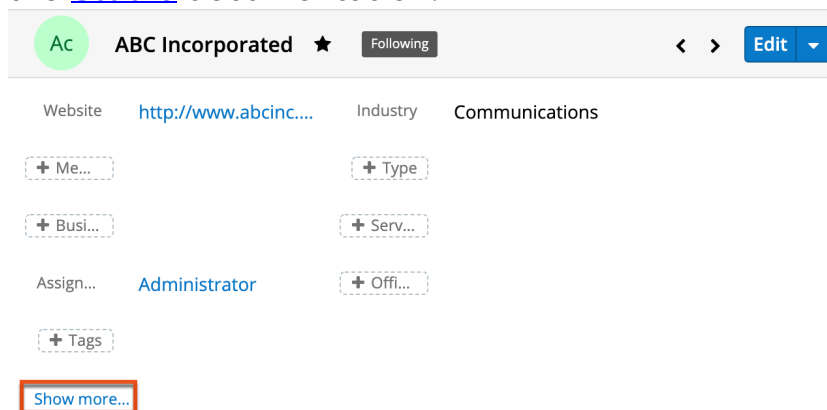 Ac ABC Incorporated Following Edit
Website http://www.abcinc.... Industry Communications
+ Me... + Type
+ Busi... + Serv...
Assign... Administrator + Offi...
+ Tags
Show more...